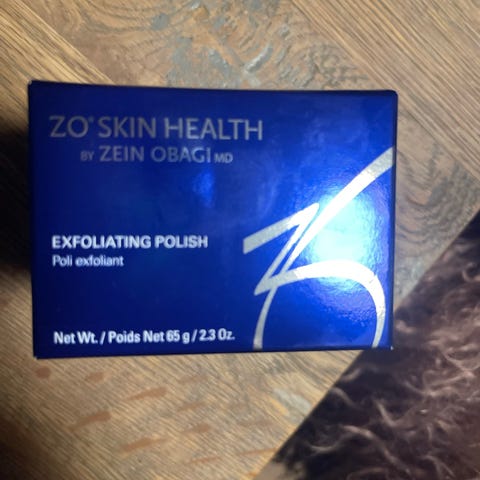 ZO® SKIN HEALTH
BY ZEIN OBAGI MD
EXFOLIATING POLISH
Poli exfoliant
Net Wt. / Poids Net 65 g / 2.3 Oz.